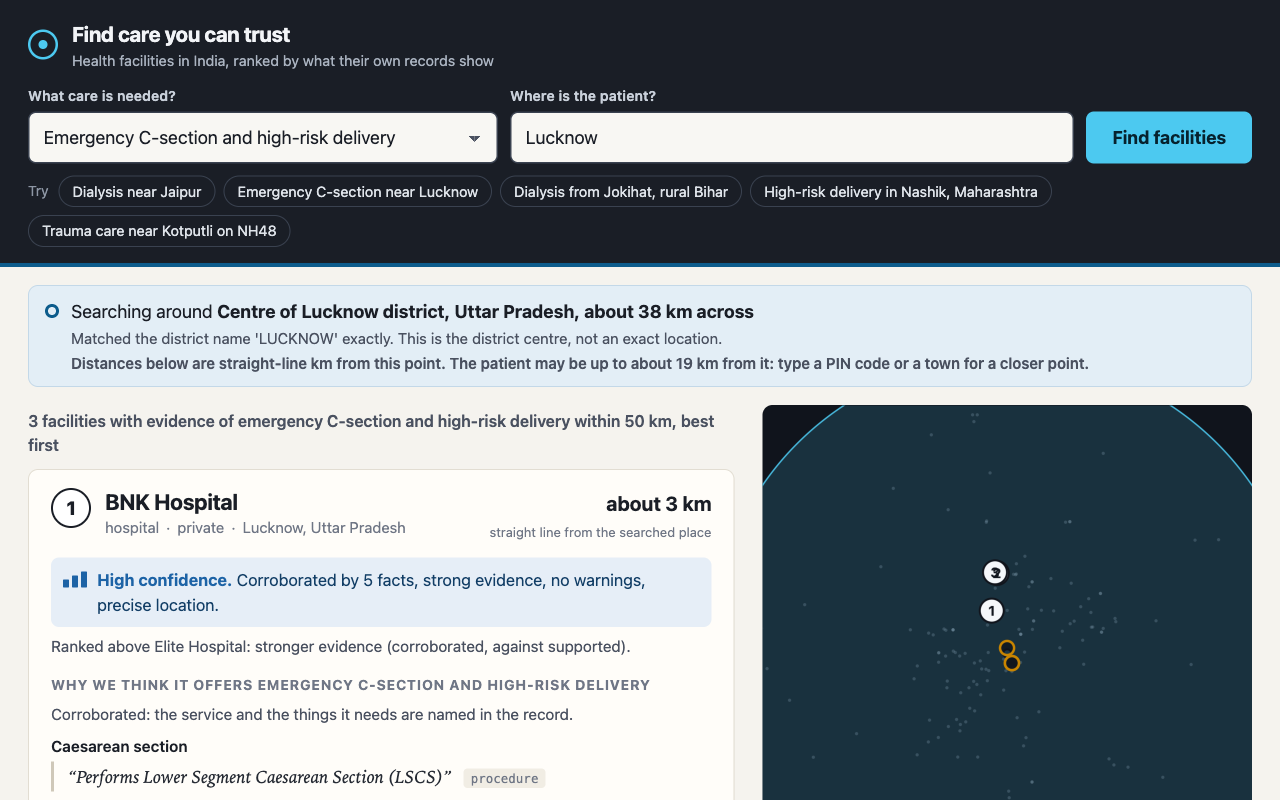 Find care you can trust
Health facilities in India, ranked by what their own records show
What care is needed?
Where is the patient?
Emergency C-section and high-risk delivery
Lucknow
Find facilities
Try
Dialysis near Jaipur
Emergency C-section near Lucknow
Dialysis from Jokihat, rural Bihar
High-risk delivery in Nashik, Maharashtra
Trauma care near Kotputli on NH48
Searching around Centre of Lucknow district, Uttar Pradesh, about 38 km across
Matched the district name 'LUCKNOW' exactly. This is the district centre, not an exact location.
Distances below are straight-line km from this point. The patient may be up to about 19 km from it: type a PIN code or a town for a closer point.
3 facilities with evidence of emergency C-section and high-risk delivery within 50 km, best
first
1
BNK Hospital
about 3 km
hospital · private · Lucknow, Uttar Pradesh
straight line from the searched place
High confidence. Corroborated by 5 facts, strong evidence, no warnings,
precise location.
Ranked above Elite Hospital: stronger evidence (corroborated, against supported).
WHY WE THINK IT OFFERS EMERGENCY C-SECTION AND HIGH-RISK DELIVERY
Corroborated: the service and the things it needs are named in the record.
Caesarean section
“Performs Lower Segment Caesarean Section (LSCS)” procedure
1